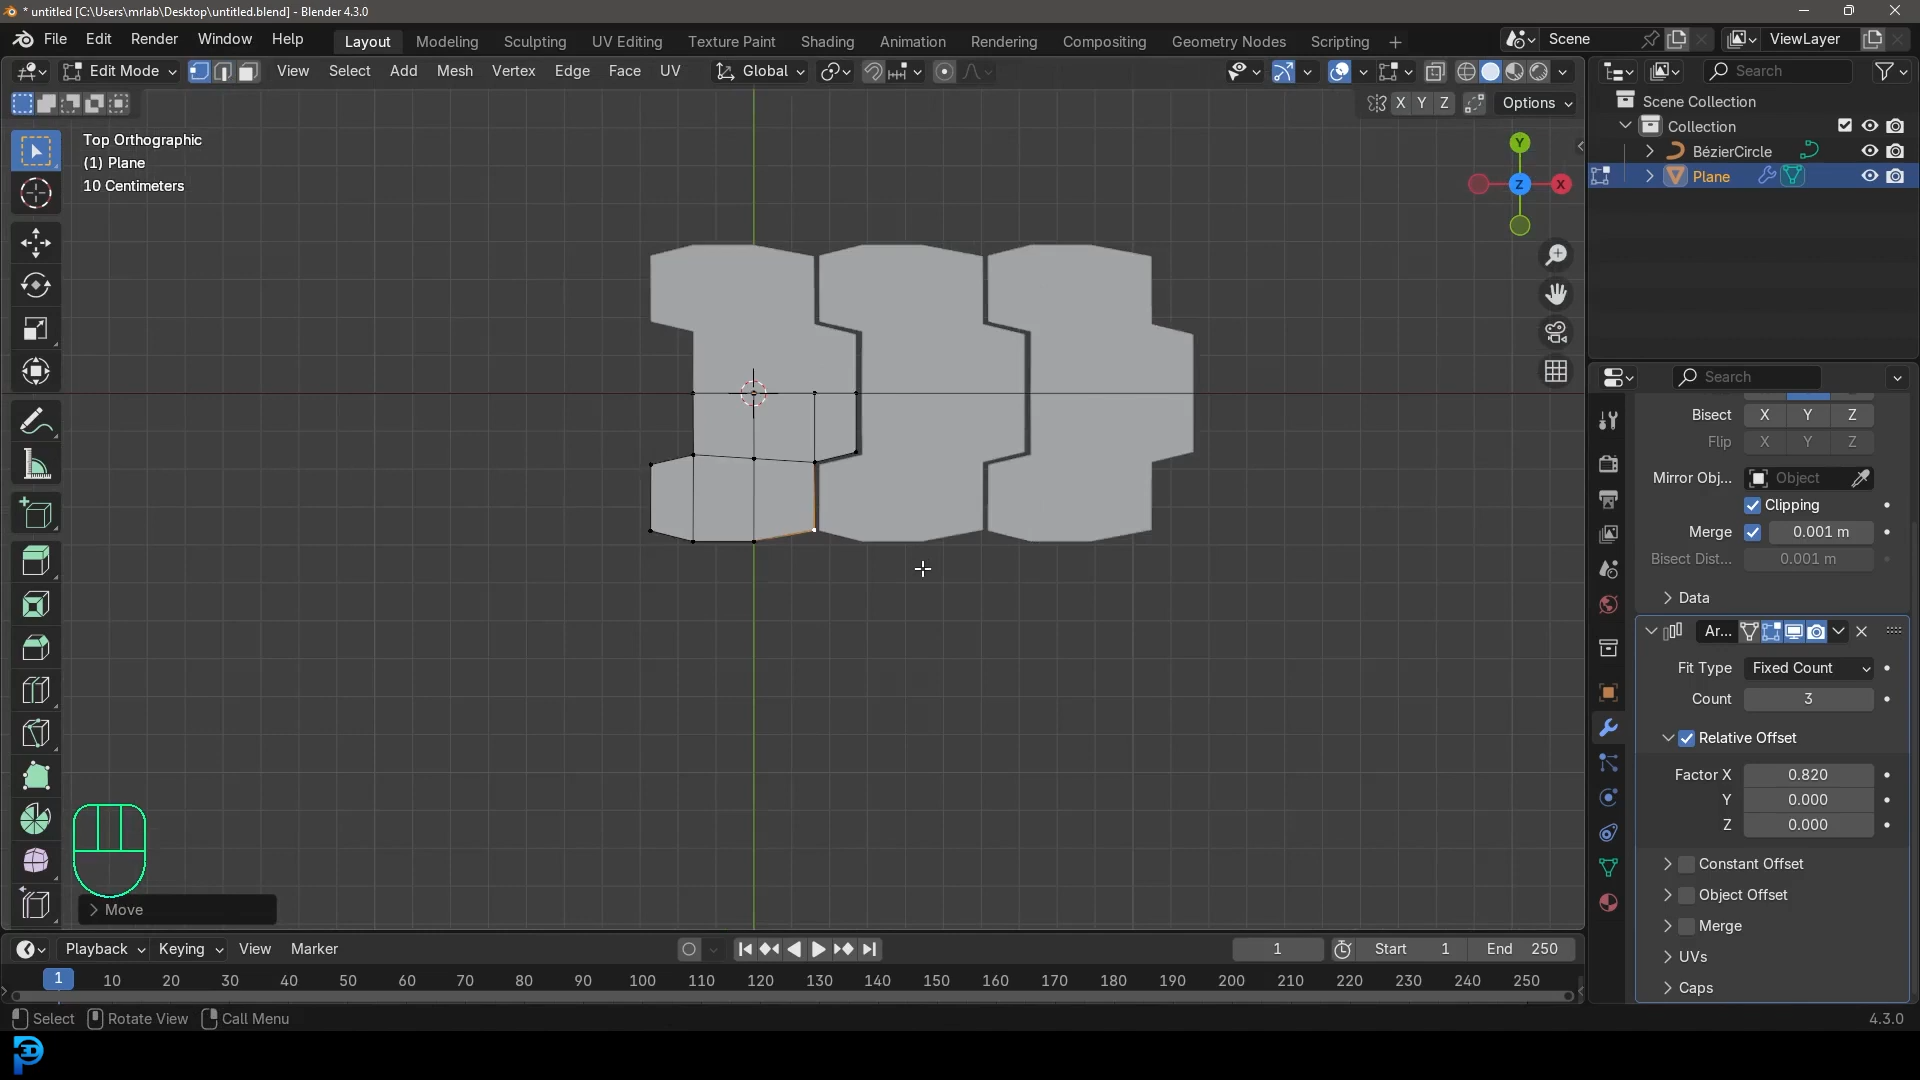 * untitled [C:\Users\mrlab\Desktop\untitled.blend] - Blender 4.3.0
File Edit Render Window Help Layout Modeling Sculpting UV Editing Texture Paint Shading Animation Rendering Compositing Geometry Nodes Scripting Scene ViewLayer
Edit Mode View Select Add Mesh Vertex Edge Face UV Global Search
X Y Z Options Scene Collection
Collection
BézierCircle
Plane
Top Orthographic
(1) Plane
10 Centimeters
Y
Z X
Search
Bisect X Y Z
Flip X Y Z
Mirror Obj... Object
Clipping
Merge 0.001 m
Bisect Dist... 0.001 m
Data
Ar...
Fit Type Fixed Count
Count 3
Relative Offset
Factor X 0.820
Y 0.000
Z 0.000
Constant Offset
Object Offset
Merge
UVs
Caps
Move
Playback Keying View Marker 1 Start 1 End 250
1 10 20 30 40 50 60 70 80 90 100 110 120 130 140 150 160 170 180 190 200 210 220 230 240 250
Select Rotate View Call Menu 4.3.0